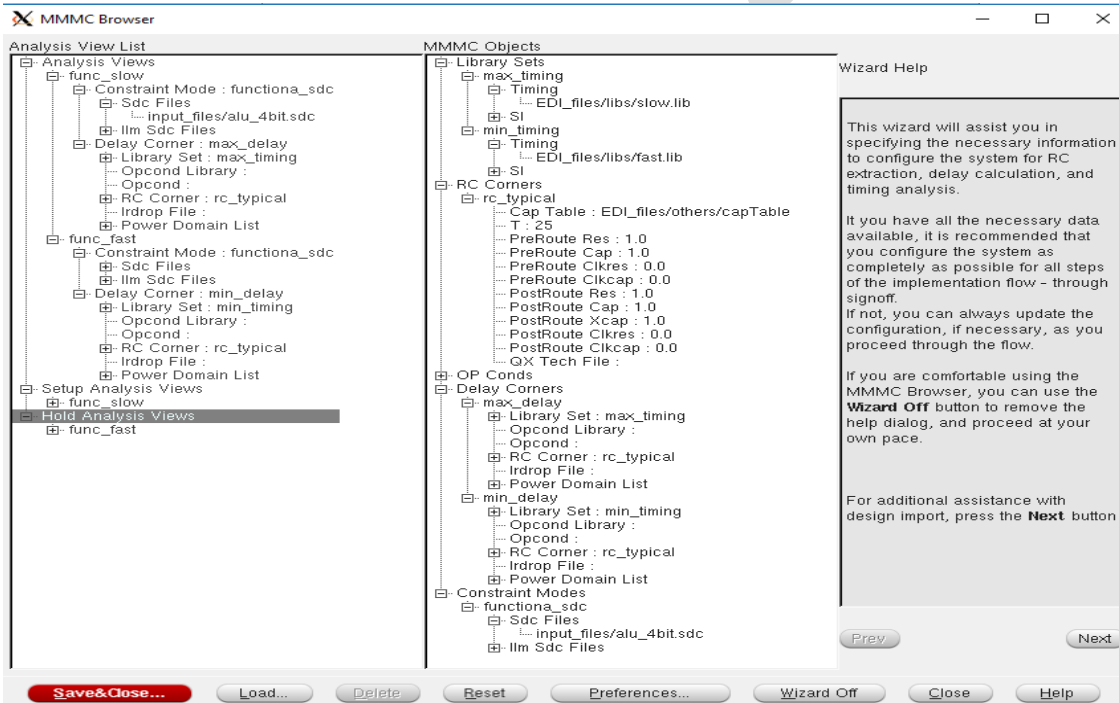 MMMC Browser
Analysis View List
Analysis Views
func_slow
Constraint Mode : functiona_sdc
Sdc Files
input_files/alu_4bit.sdc
Ilm Sdc Files
Delay Corner : max_delay
Library Set : max_timing
Opcond Library :
Opcond :
RC Corner : rc_typical
Irdrop File :
Power Domain List
func_fast
Constraint Mode : functiona_sdc
Sdc Files
Ilm Sdc Files
Delay Corner : min_delay
Library Set : min_timing
Opcond Library :
Opcond :
RC Corner : rc_typical
Irdrop File :
Power Domain List
Setup Analysis Views
func_slow
Hold Analysis Views
func_fast
MMMC Objects
Library Sets
max_timing
Timing
EDI_files/libs/slow.lib
SI
min_timing
Timing
EDI_files/libs/fast.lib
SI
RC Corners
rc_typical
Cap Table : EDI_files/others/capTable
T : 25
PreRoute Res : 1.0
PreRoute Cap : 1.0
PreRoute Clkres : 0.0
PreRoute Clkcap : 0.0
PostRoute Res : 1.0
PostRoute Cap : 1.0
PostRoute Xcap : 1.0
PostRoute Clkres : 0.0
PostRoute Clkcap : 0.0
QX Tech File :
OP Conds
Delay Corners
max_delay
Library Set : max_timing
Opcond Library :
Opcond :
RC Corner : rc_typical
Irdrop File :
Power Domain List
min_delay
Library Set : min_timing
Opcond Library :
Opcond :
RC Corner : rc_typical
Irdrop File :
Power Domain List
Constraint Modes
functiona_sdc
Sdc Files
input_files/alu_4bit.sdc
Ilm Sdc Files
Wizard Help
This wizard will assist you in
specifying the necessary information
to configure the system for RC
extraction, delay calculation, and
timing analysis.
It you have all the necessary data
available, it is recommended that
you configure the system as
completely as possible for all steps
of the implementation flow - through
signoff.
If not, you can always update the
configuration, if necessary, as you
proceed through the flow.
If you are comfortable using the
MMMC Browser, you can use the
Wizard Off button to remove the
help dialog, and proceed at your
own pace.
For additional assistance with
design import, press the Next button
Prev
Next
Save&Close...
Load...
Delete
Reset
Preferences...
Wizard Off
Close
Help